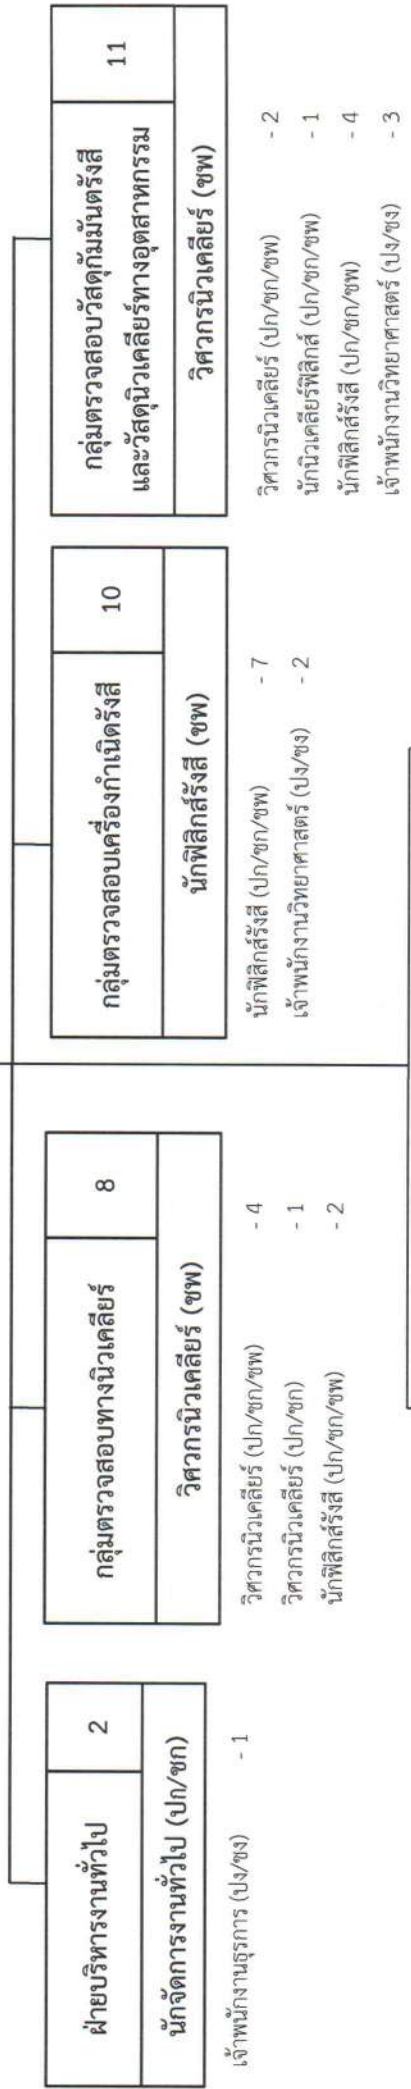 ฝ่ายบริหารงานทั่วไป 2
นักจัดการงานทั่วไป (ปก/ชก)
เจ้าพนักงานธุรการ (ปง/ชง) - 1
กลุ่มตรวจสอบทางนิวเคลียร์ 8
วิศวกรนิวเคลียร์ (ชพ)
วิศวกรนิวเคลียร์ (ปก/ชก/ชพ) - 4
วิศวกรนิวเคลียร์ (ปก/ชก) - 1
นักฟิสิกส์รังสี (ปก/ชก/ชพ) - 2
กลุ่มตรวจสอบเครื่องกำเนิดรังสี 10
นักฟิสิกส์รังสี (ชพ)
นักฟิสิกส์รังสี (ปก/ชก/ชพ) - 7
เจ้าพนักงานวิทยาศาสตร์ (ปง/ชง) - 2
กลุ่มตรวจสอบวัสดุกัมมันตรังสี 11
และวัสดุนิวเคลียร์ทางอุตสาหกรรม
วิศวกรนิวเคลียร์ (ชพ)
วิศวกรนิวเคลียร์ (ปก/ชก/ชพ) - 2
นักนิวเคลียร์ฟิสิกส์ (ปก/ชก/ชพ) - 1
นักฟิสิกส์รังสี (ปก/ชก/ชพ) - 4
เจ้าพนักงานวิทยาศาสตร์ (ปง/ชง) - 3